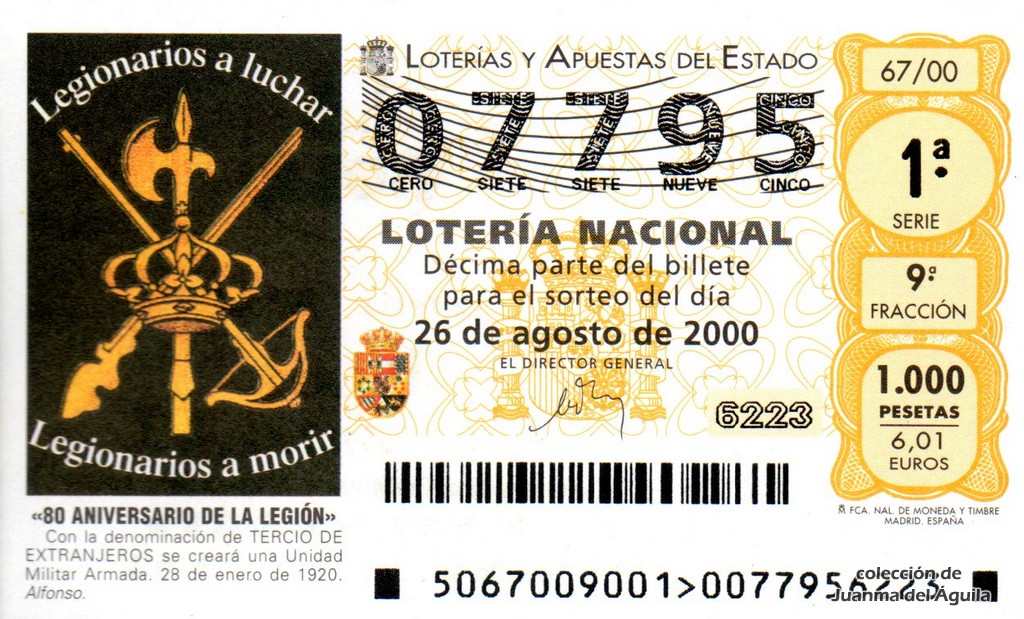 Legionarios a luchar
Legionarios a morir
«80 ANIVERSARIO DE LA LEGIÓN»
Con la denominación de TERCIO DE
EXTRANJEROS se creará una Unidad
Militar Armada. 28 de enero de 1920.
Alfonso.
LOTERÍAS Y APUESTAS DEL ESTADO
07795
CERO SIETE SIETE NUEVE CINCO
LOTERÍA NACIONAL
Décima parte del billete
para el sorteo del día
26 de agosto de 2000
EL DIRECTOR GENERAL
6223
67/00
1.ª
SERIE
9.ª
FRACCIÓN
1.000
PESETAS
6,01
EUROS
FCA. NAL. DE MONEDA Y TIMBRE
MADRID. ESPAÑA
5067009001>0077956223
colección de
Juanma del Águila